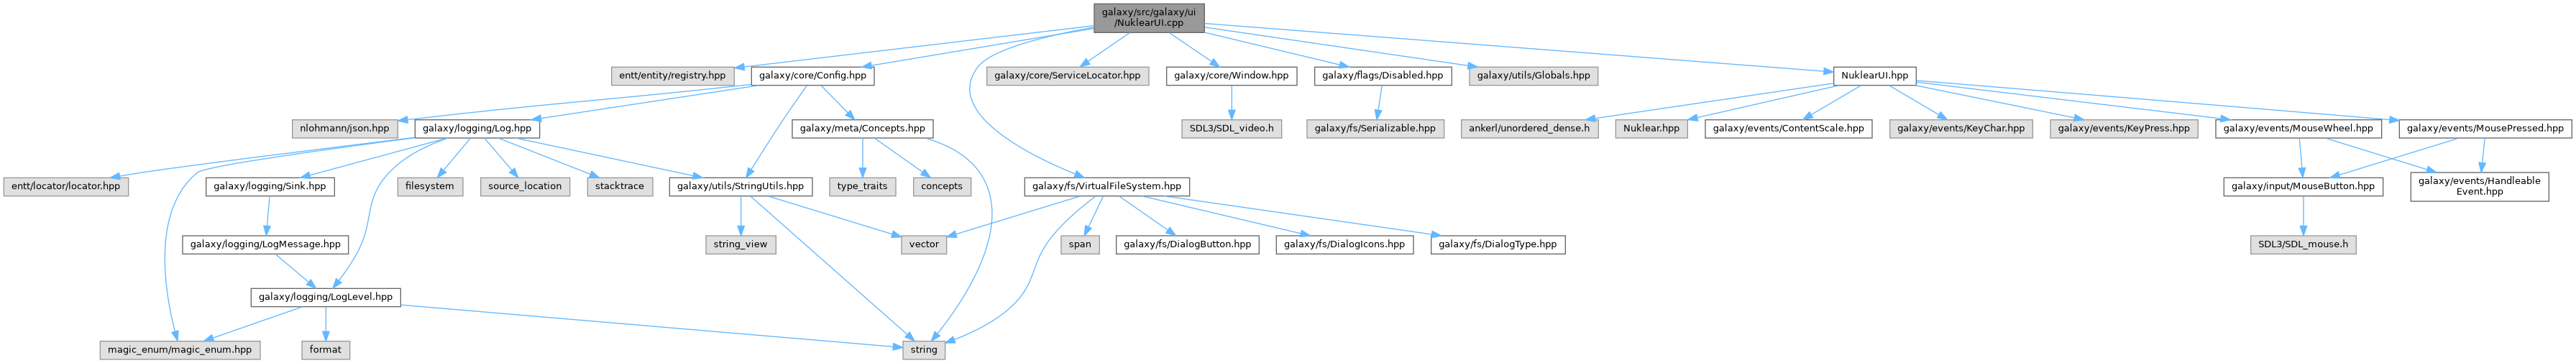 galaxy/src/galaxy/ui
/NuklearUI.cpp
entt/entity/registry.hpp
galaxy/core/Config.hpp
galaxy/core/ServiceLocator.hpp
galaxy/core/Window.hpp
galaxy/flags/Disabled.hpp
galaxy/utils/Globals.hpp
NuklearUI.hpp
nlohmann/json.hpp
galaxy/logging/Log.hpp
galaxy/meta/Concepts.hpp
SDL3/SDL_video.h
galaxy/fs/Serializable.hpp
ankerl/unordered_dense.h
Nuklear.hpp
galaxy/events/ContentScale.hpp
galaxy/events/KeyChar.hpp
galaxy/events/KeyPress.hpp
galaxy/events/MouseWheel.hpp
galaxy/events/MousePressed.hpp
entt/locator/locator.hpp
galaxy/logging/Sink.hpp
filesystem
source_location
stacktrace
galaxy/utils/StringUtils.hpp
type_traits
concepts
galaxy/fs/VirtualFileSystem.hpp
galaxy/input/MouseButton.hpp
galaxy/events/Handleable
Event.hpp
galaxy/logging/LogMessage.hpp
string_view
vector
span
galaxy/fs/DialogButton.hpp
galaxy/fs/DialogIcons.hpp
galaxy/fs/DialogType.hpp
SDL3/SDL_mouse.h
galaxy/logging/LogLevel.hpp
magic_enum/magic_enum.hpp
format
string